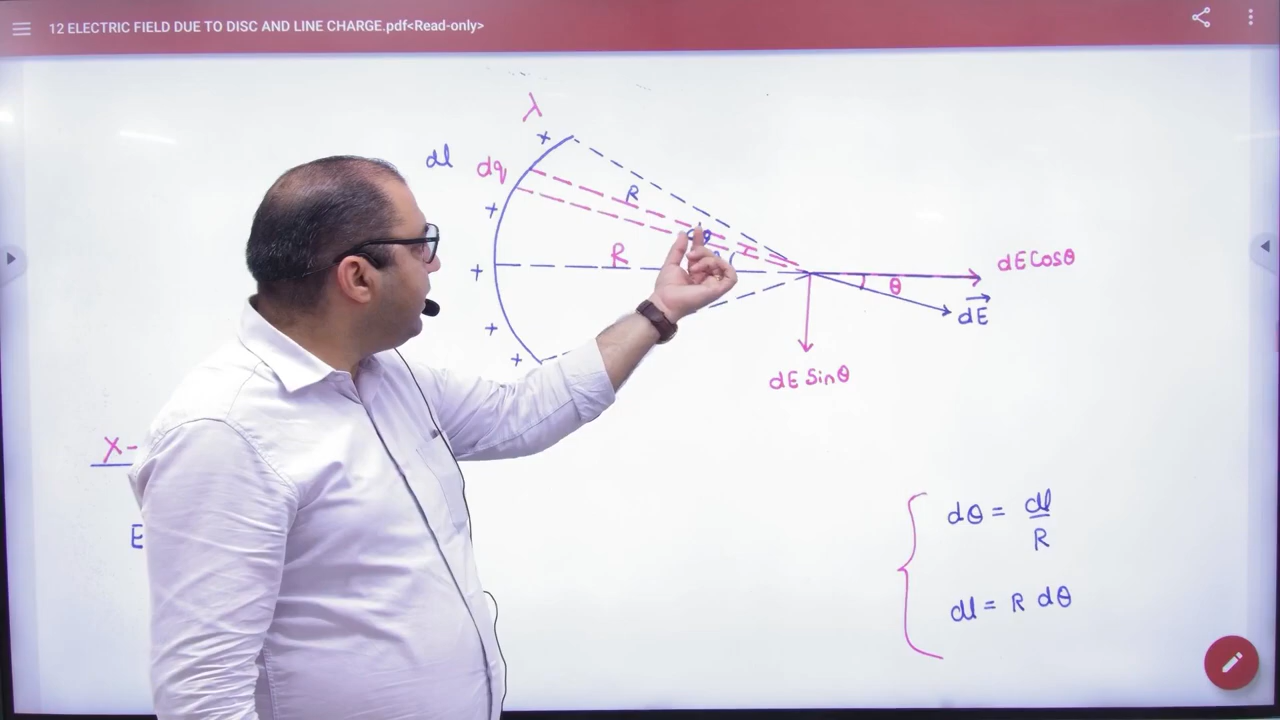 12 ELECTRIC FIELD DUE TO DISC AND LINE CHARGE.pdf<Read-only>
λ
+
dl dq
R
+
R
+
+
+
dE Cosθ
θ
dE
dE Sinθ
X-
E
dθ = dl/R
dl = R dθ